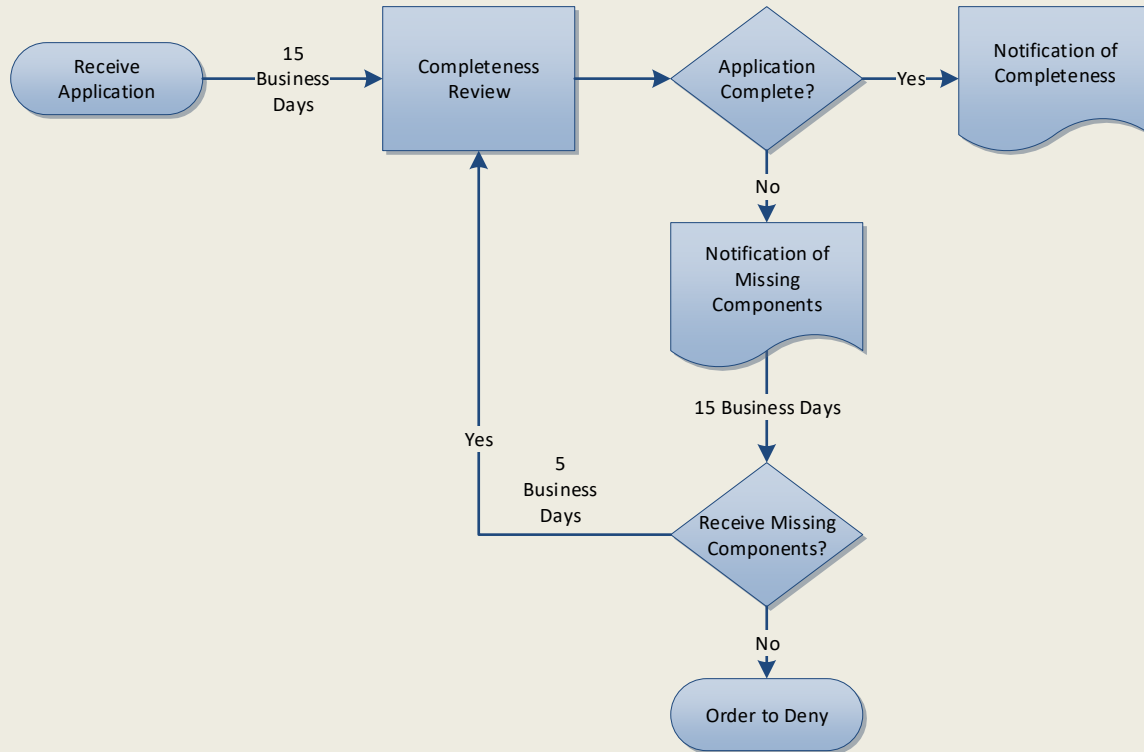 Receive
Application
15
Business
Days
Completeness
Review
Application
Complete?
Yes
Notification of
Completeness
No
Notification of
Missing
Components
15 Business Days
Receive Missing
Components?
5
Business
Days
Yes
No
Order to Deny